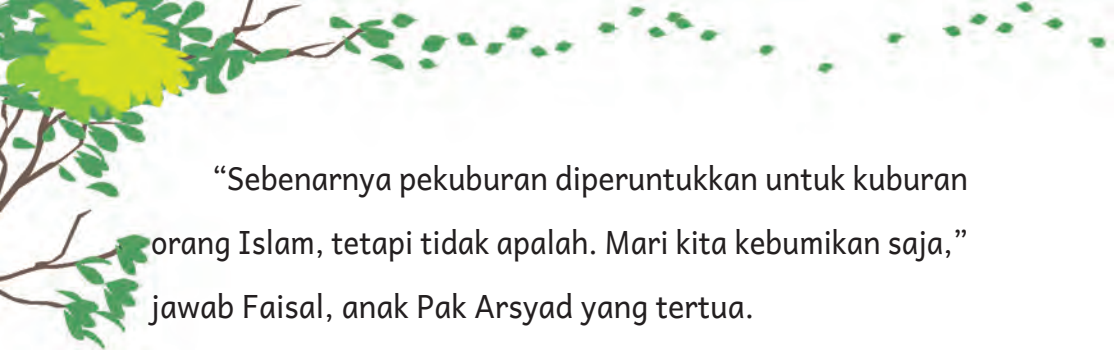 “Sebenarnya pekuburan diperuntukkan untuk kuburan
orang Islam, tetapi tidak apalah. Mari kita kebumikan saja,”
jawab Faisal, anak Pak Arsyad yang tertua.